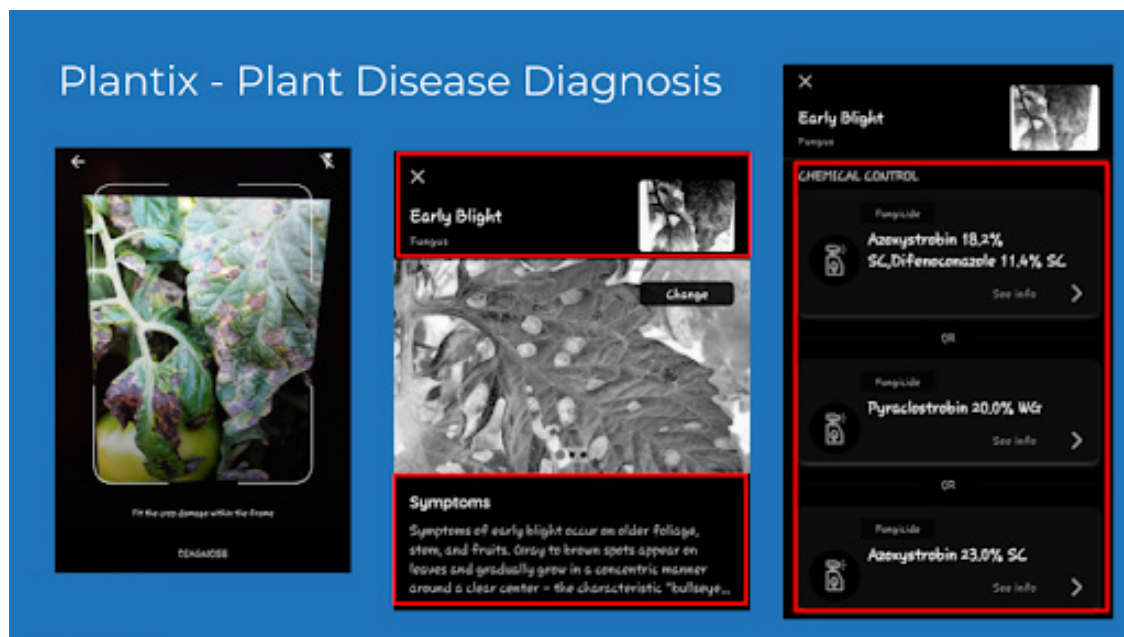 Plantix - Plant Disease Diagnosis
Fit the crop damage within the frame
DIAGNOSE
Early Blight
Fungus
Change
Symptoms
Symptoms of early blight occur on older foliage,
stem, and fruits. Gray to brown spots appear on
leaves and gradually grow in a concentric manner
around a clear center - the characteristic "bullseye...
Early Blight
Fungus
CHEMICAL CONTROL
Fungicide
Azoxystrobin 18,2%
SC,Difenoconazole 11,4% SC
See info
OR
Fungicide
Pyraclostrobin 20,0% WG
See info
OR
Fungicide
Azoxystrobin 23,0% SC
See info